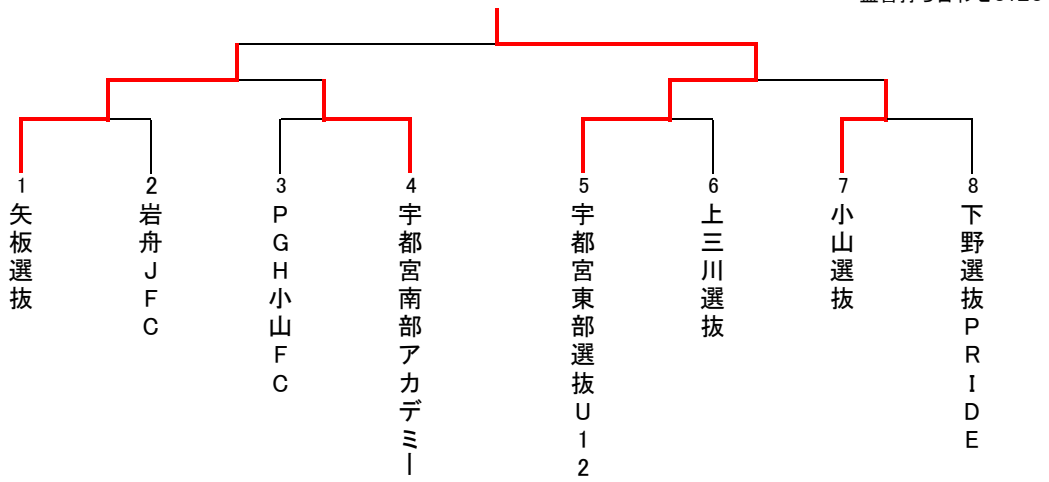 1
矢板選抜
2
岩舟JFC
3
PGH小山FC
4
宇都宮南部アカデミー
5
宇都宮東部選抜U12
6
上三川選抜
7
小山選抜
8
下野選抜PRIDE